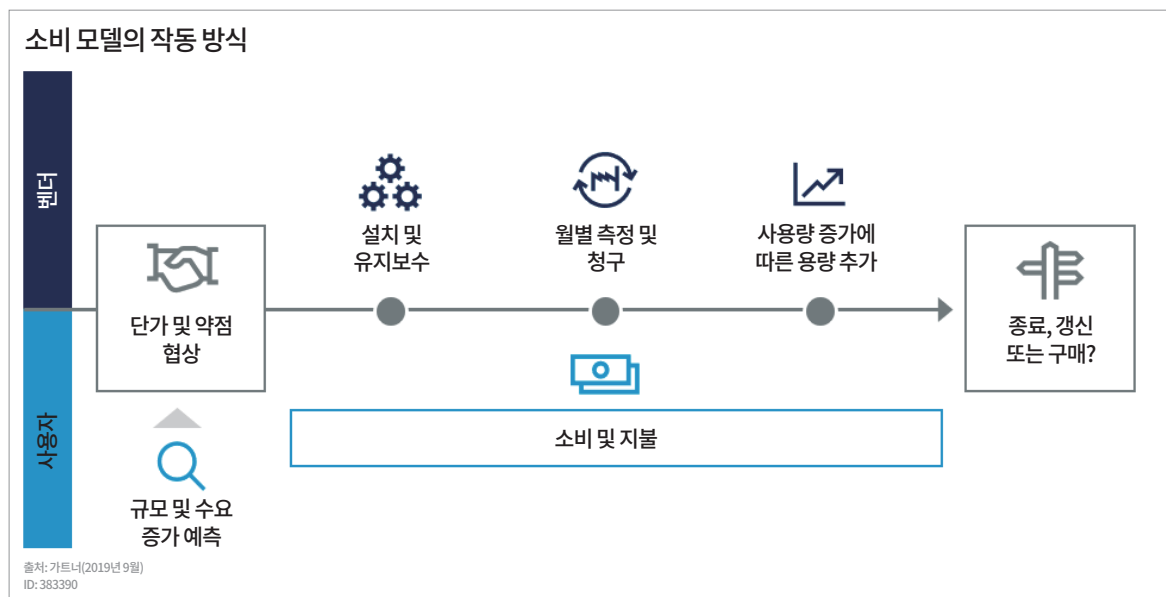 소비 모델의 작동 방식
벤더
설치 및
유지보수
월별 측정 및
청구
사용량 증가에
따른 용량 추가
단가 및 약점
협상
종료, 갱신
또는 구매?
사용자
소비 및 지불
규모 및 수요
증가 예측
출처: 가트너(2019년 9월)
ID: 383390